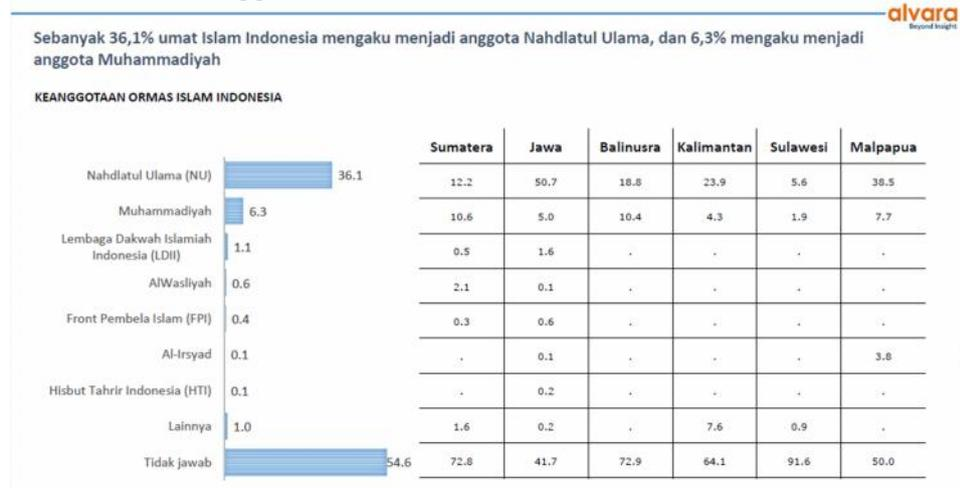 alvara
Beyond Insight
Sebanyak 36,1% umat Islam Indonesia mengaku menjadi anggota Nahdlatul Ulama, dan 6,3% mengaku menjadi
anggota Muhammadiyah
KEANGGOTAAN ORMAS ISLAM INDONESIA
Sumatera Jawa Balinusra Kalimantan Sulawesi Malpapua
Nahdlatul Ulama (NU) 36.1 12.2 50.7 18.8 23.9 5.6 38.5
Muhammadiyah 6.3 10.6 5.0 10.4 4.3 1.9 7.7
Lembaga Dakwah Islamiah
Indonesia (LDII) 1.1 0.5 1.6 . . . .
AlWasliyah 0.6 2.1 0.1 . . . .
Front Pembela Islam (FPI) 0.4 0.3 0.6 . . . .
Al-Irsyad 0.1 . 0.1 . . . 3.8
Hisbut Tahrir Indonesia (HTI) 0.1 . 0.2 . . . .
Lainnya 1.0 1.6 0.2 . 7.6 0.9 .
Tidak jawab 54.6 72.8 41.7 72.9 64.1 91.6 50.0